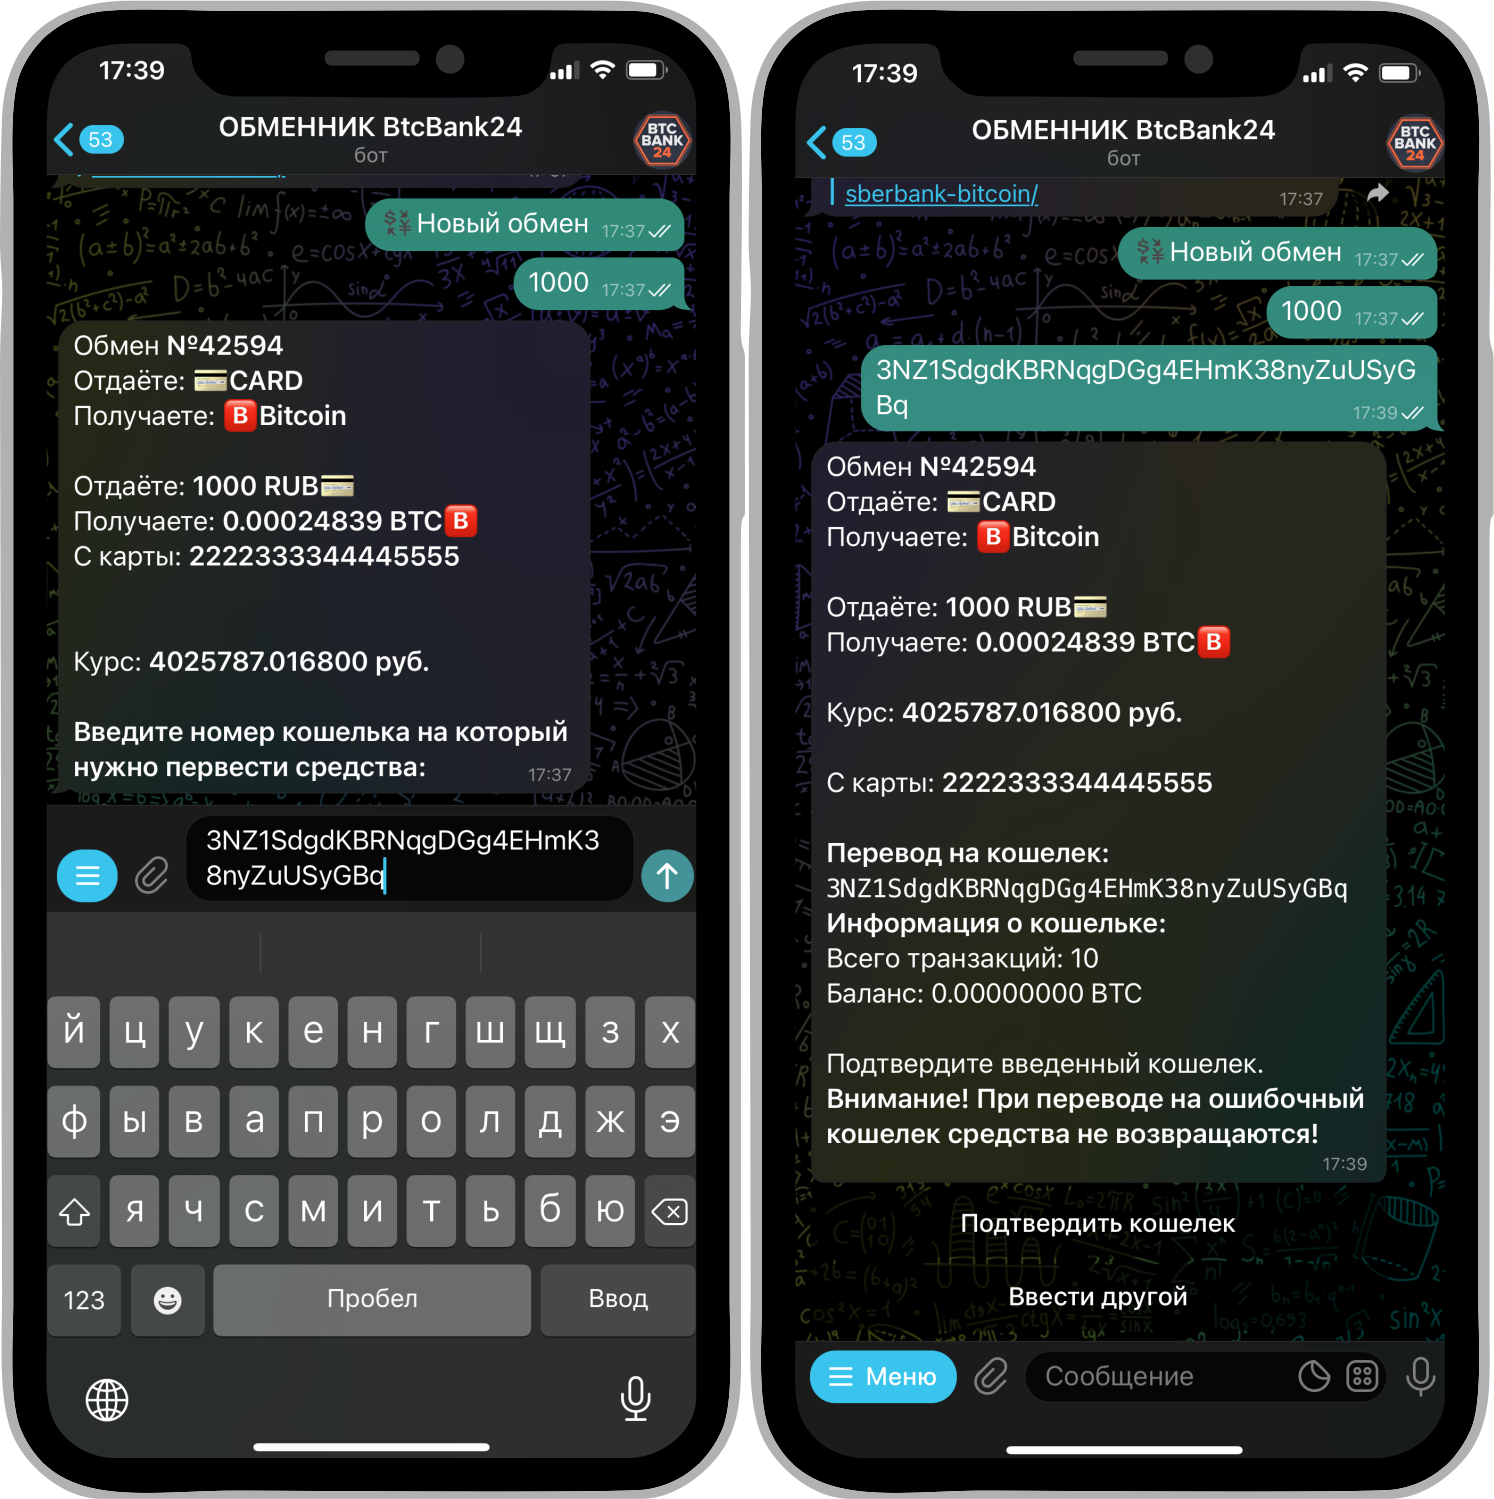 17:39
53
ОБМЕННИК BtcBank24
бот
BTC
BANK
24
Новый обмен 17:37
1000 17:37
Обмен №42594
Отдаёте: 💳CARD
Получаете: 🅱Bitcoin
Отдаёте: 1000 RUB💳
Получаете: 0.00024839 BTC🅱
С карты: 2222333344445555
Курс: 4025787.016800 руб.
Введите номер кошелька на который
нужно первести средства:
17:37
3NZ1SdgdKBRNqgDGg4EHmK3
8nyZuUSyGBq
й ц у к е н г ш щ з х
ф ы в а п р о л д ж э
я ч с м и т ь б ю
123 Пробел Ввод
17:39
53
ОБМЕННИК BtcBank24
бот
BTC
BANK
24
sberbank-bitcoin/ 17:37
Новый обмен 17:37
1000 17:37
3NZ1SdgdKBRNqgDGg4EHmK38nyZuUSyG
Bq 17:39
Обмен №42594
Отдаёте: 💳CARD
Получаете: 🅱Bitcoin
Отдаёте: 1000 RUB💳
Получаете: 0.00024839 BTC🅱
Курс: 4025787.016800 руб.
С карты: 2222333344445555
Перевод на кошелек:
3NZ1SdgdKBRNqgDGg4EHmK38nyZuUSyGBq
Информация о кошельке:
Всего транзакций: 10
Баланс: 0.00000000 BTC
Подтвердите введенный кошелек.
Внимание! При переводе на ошибочный
кошелек средства не возвращаются!
17:39
Подтвердить кошелек
Ввести другой
Меню Сообщение